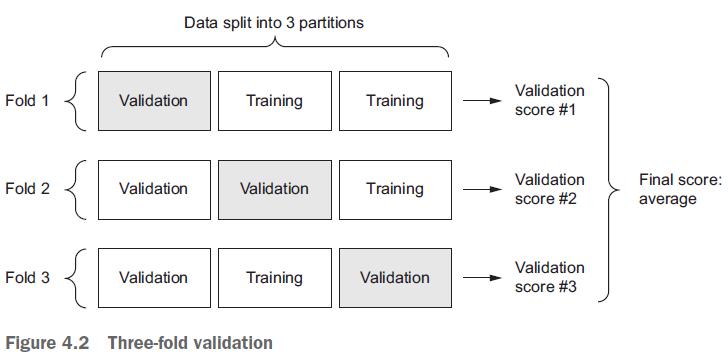 Data split into 3 partitions
Fold 1
Validation
Training
Training
Validation
score #1
Fold 2
Validation
Validation
Training
Validation
score #2
Final score:
average
Fold 3
Validation
Training
Validation
Validation
score #3
Figure 4.2 Three-fold validation